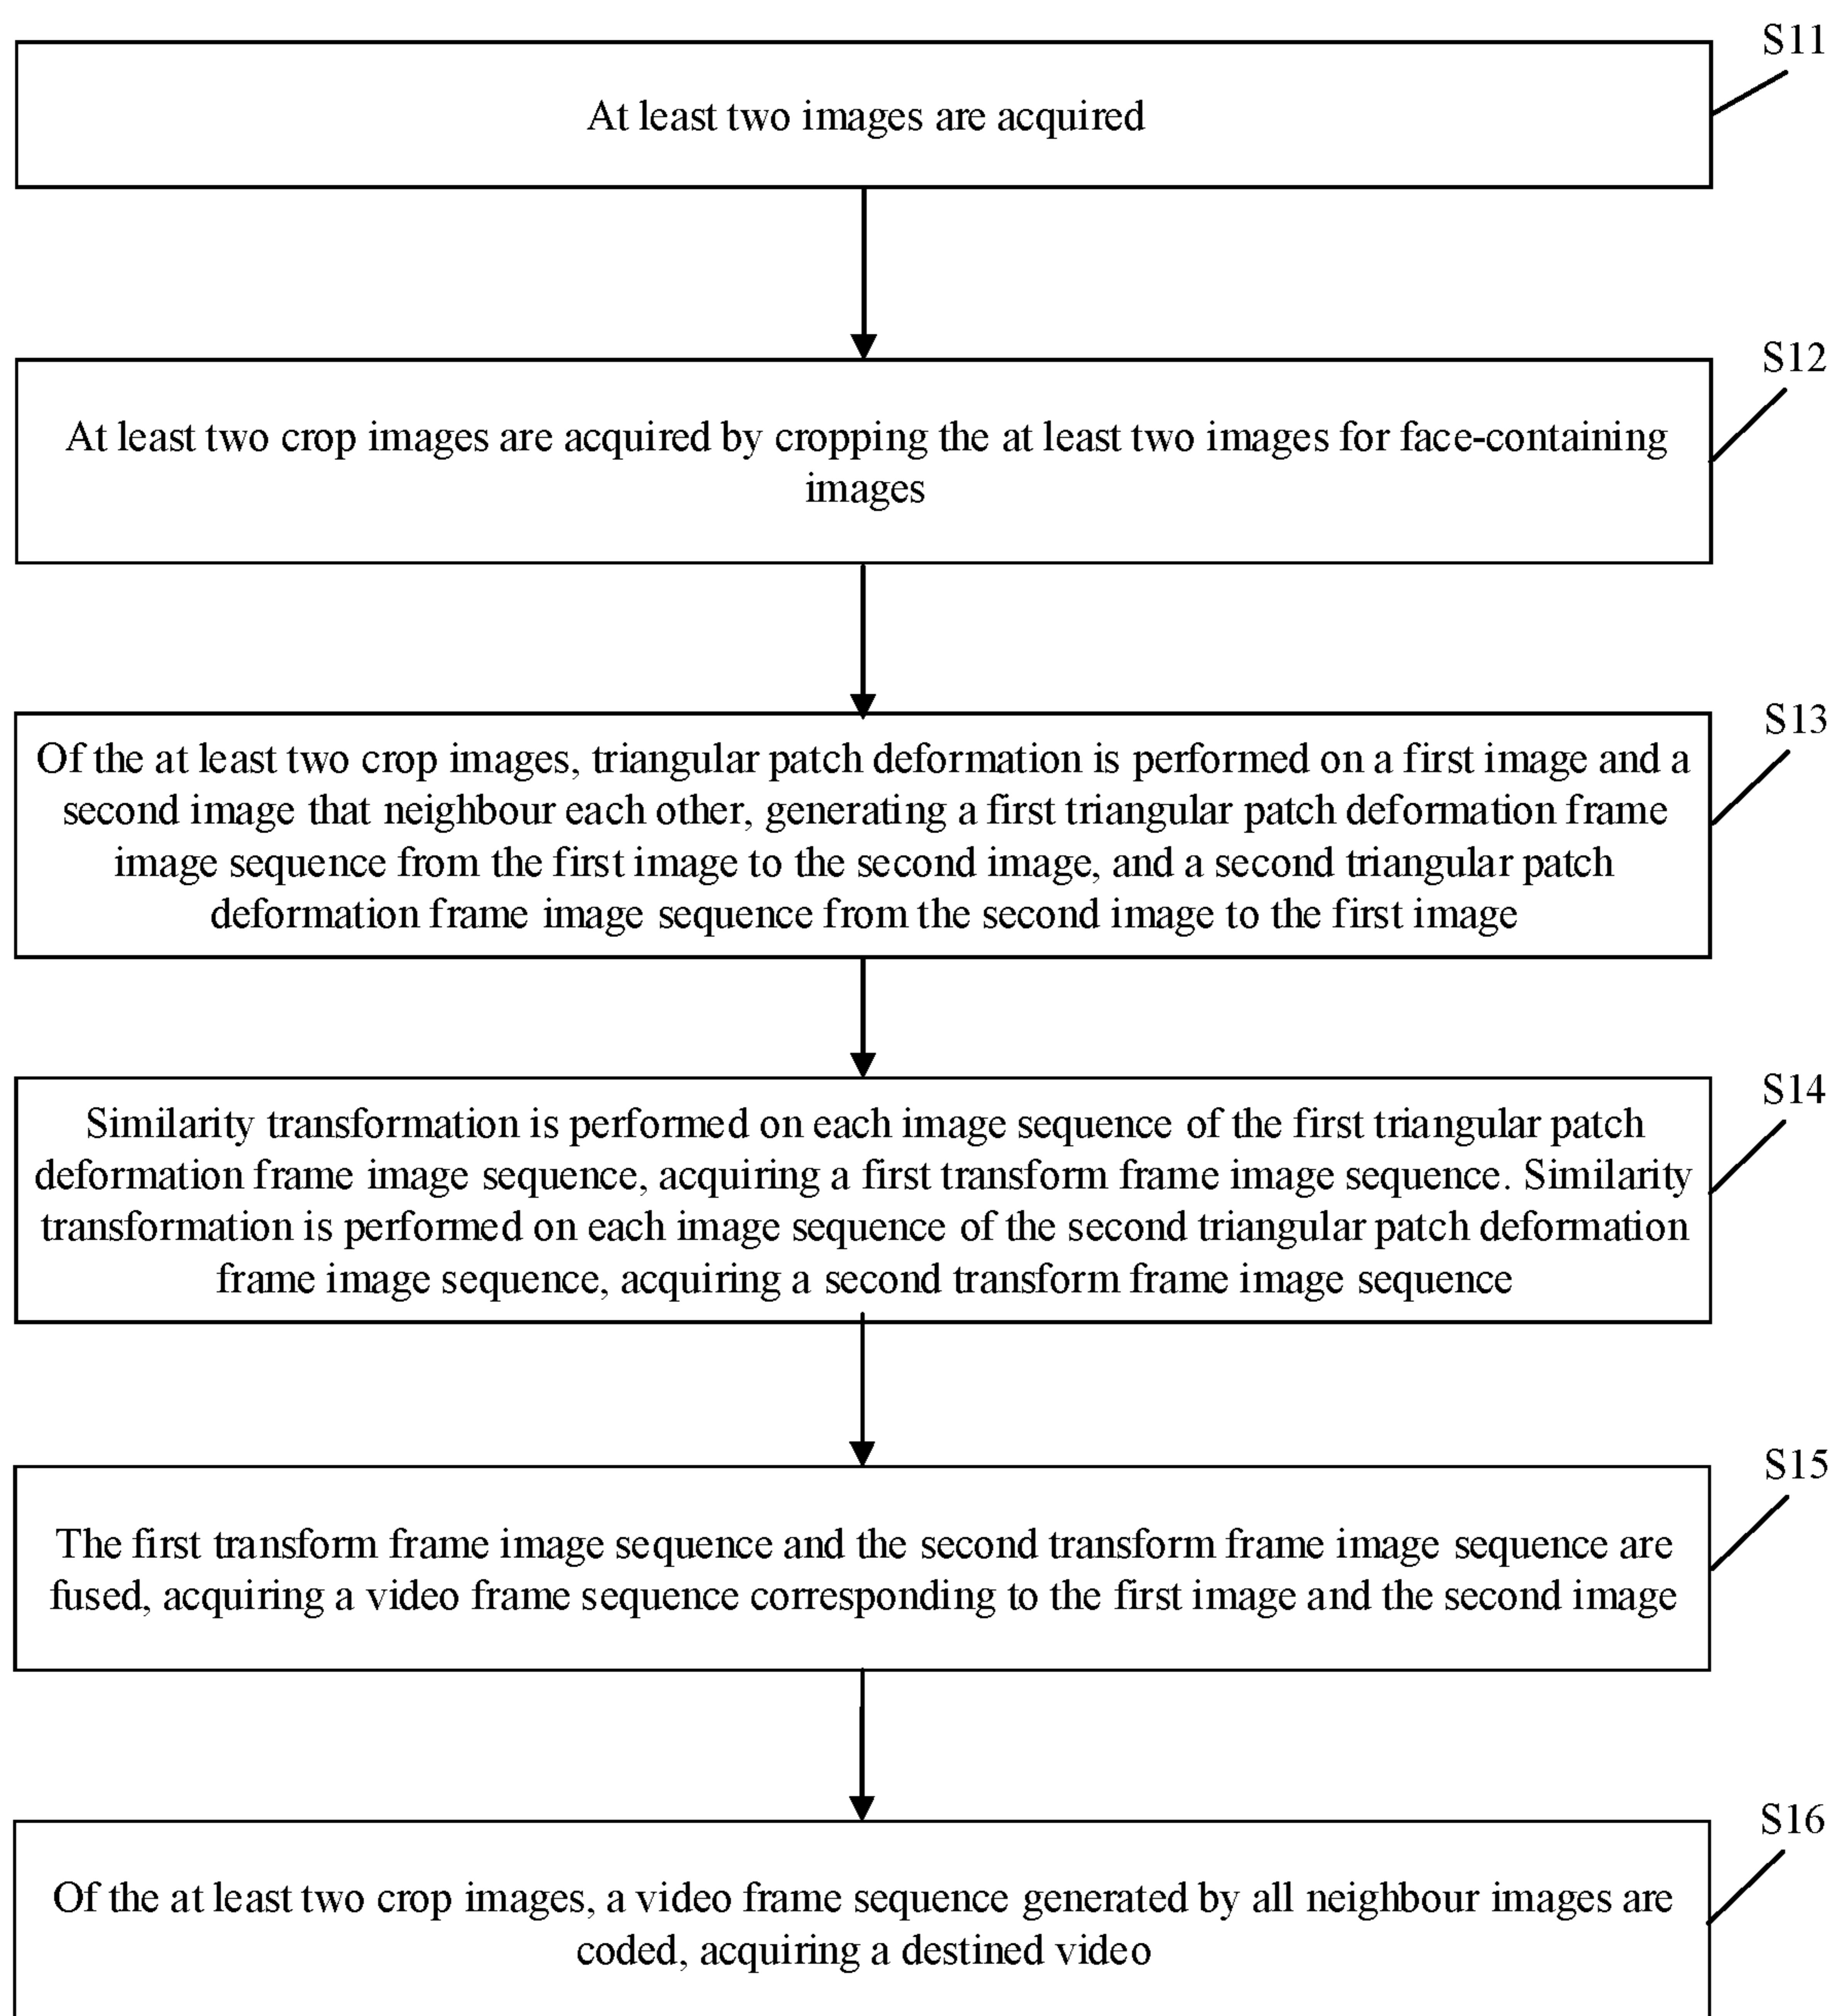 S11
At least two images are acquired
S12
At least two crop images are acquired by cropping the at least two images for face-containing
images
S13
Of the at least two crop images, triangular patch deformation is performed on a first image and a
second image that neighbour each other, generating a first triangular patch deformation frame
image sequence from the first image to the second image, and a second triangular patch
deformation frame image sequence from the second image to the first image
S14
Similarity transformation is performed on each image sequence of the first triangular patch
deformation frame image sequence, acquiring a first transform frame image sequence. Similarity
transformation is performed on each image sequence of the second triangular patch deformation
frame image sequence, acquiring a second transform frame image sequence
S15
The first transform frame image sequence and the second transform frame image sequence are
fused, acquiring a video frame sequence corresponding to the first image and the second image
S16
Of the at least two crop images, a video frame sequence generated by all neighbour images are
coded, acquiring a destined video